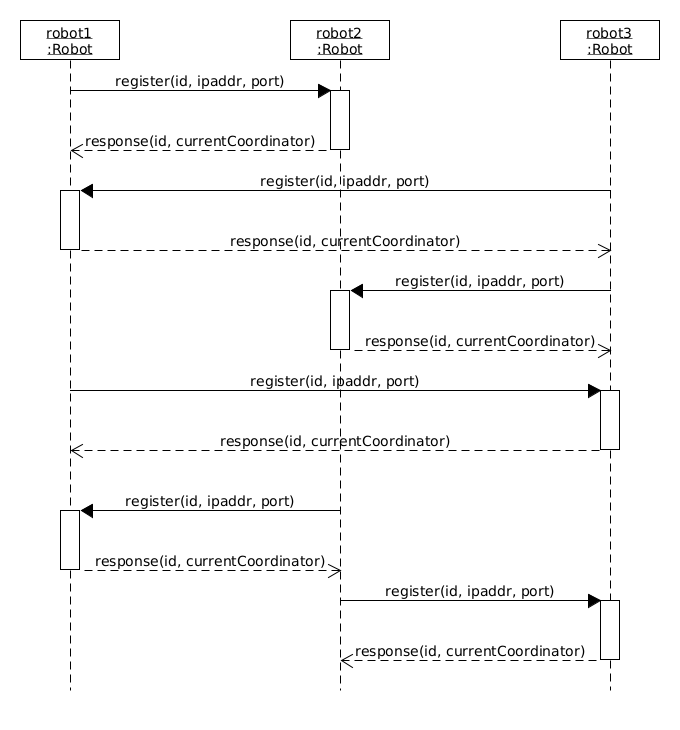 robot1
:Robot
robot2
:Robot
robot3
:Robot
register(id, ipaddr, port)
response(id, currentCoordinator)
register(id, ipaddr, port)
response(id, currentCoordinator)
register(id, ipaddr, port)
response(id, currentCoordinator)
register(id, ipaddr, port)
response(id, currentCoordinator)
register(id, ipaddr, port)
response(id, currentCoordinator)
register(id, ipaddr, port)
response(id, currentCoordinator)